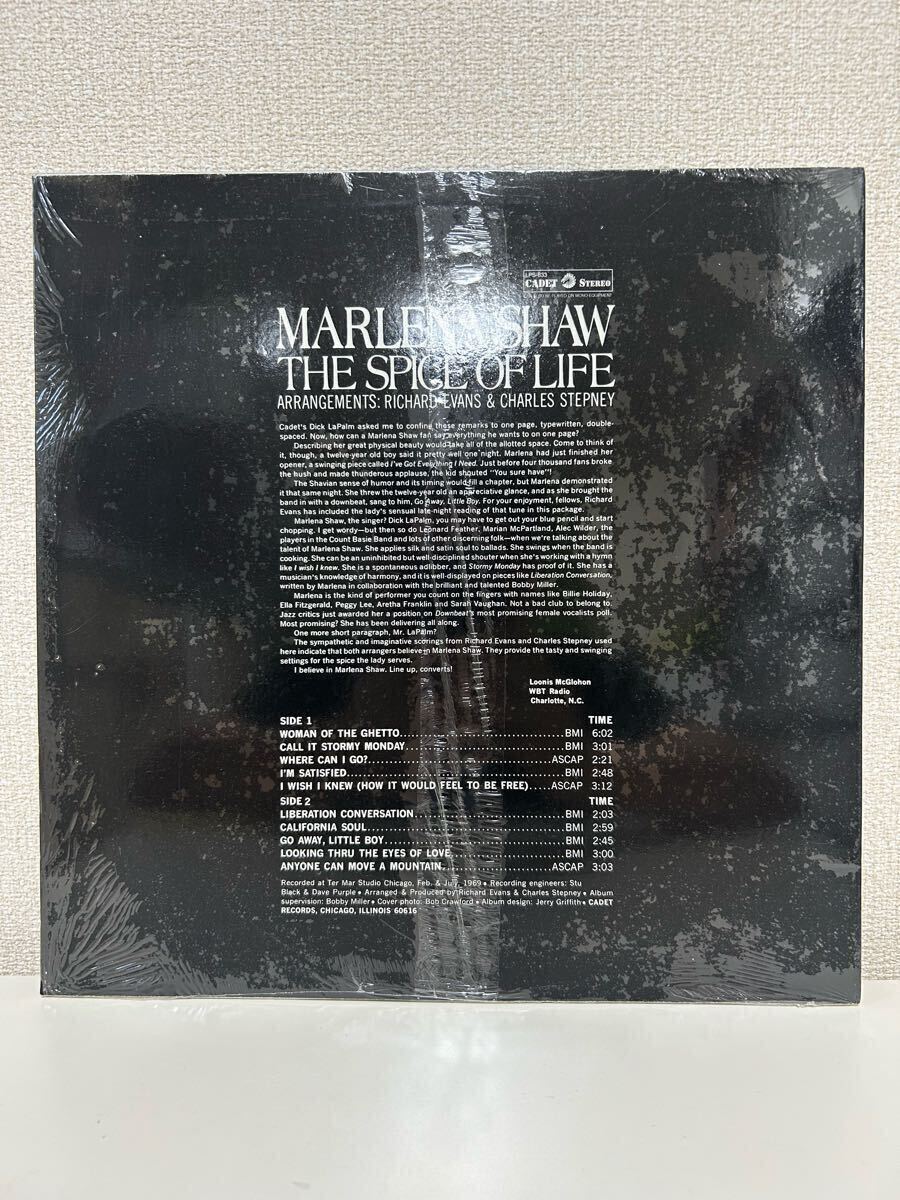 LPS-833
CADET STEREO
MARLENA SHAW
THE SPICE OF LIFE
ARRANGEMENTS: RICHARD EVANS & CHARLES STEPNEY
Cadet's Dick LaPalm asked me to confine these remarks to one page, typewritten, double-
spaced. Now, how can a Marlena Shaw fan say everything he wants to on one page?
Describing her great physical beauty would take all of the allotted space. Come to think of
it, though, a twelve-year old boy said it pretty well one night. Marlena had just finished her
opener, a swinging piece called I've Got Everything I Need. Just before four thousand fans broke
the hush and made thunderous applause, the kid shouted "You sure have"!
The Shavian sense of humor and its timing would fill a chapter, but Marlena demonstrated
it that same night. She threw the twelve-year old an appreciative glance, and as she brought the
band in with a downbeat, sang to him, Go Away, Little Boy. For your enjoyment, fellows, Richard
Evans has included the lady's sensual late-night reading of that tune in this package.
Marlena Shaw, the singer? Dick LaPalm, you may have to get out your blue pencil and start
chopping. I get wordy—but then so do Leonard Feather, Marian McPartland, Alec Wilder, the
players in the Count Basie Band and lots of other discerning folk—when we're talking about the
talent of Marlena Shaw. She applies silk and satin soul to ballads. She swings when the band is
cooking. She can be an uninhibited but well-disciplined shouter when she's working with a hymn
like I wish I knew. She is a spontaneous adlibber, and Stormy Monday has proof of it. She has a
musician's knowledge of harmony, and it is well-displayed on pieces like Liberation Conversation,
written by Marlena in collaboration with the brilliant and talented Bobby Miller.
Marlena is the kind of performer you count on the fingers with names like Billie Holiday,
Ella Fitzgerald, Peggy Lee, Aretha Franklin and Sarah Vaughan. Not a bad club to belong to.
Jazz critics just awarded her a position on Downbeat's most promising female vocalists poll.
Most promising? She has been delivering all along.
One more short paragraph, Mr. LaPalm?
The sympathetic and imaginative scorings from Richard Evans and Charles Stepney used
here indicate that both arrangers believe in Marlena Shaw. They provide the tasty and swinging
settings for the spice the lady serves.
I believe in Marlena Shaw. Line up, converts!
Loonis McGlohon
WBT Radio
Charlotte, N.C.
SIDE 1 TIME
WOMAN OF THE GHETTO BMI 6:02
CALL IT STORMY MONDAY BMI 3:01
WHERE CAN I GO? ASCAP 2:21
I'M SATISFIED BMI 2:48
I WISH I KNEW (HOW IT WOULD FEEL TO BE FREE) ASCAP 3:12
SIDE 2 TIME
LIBERATION CONVERSATION BMI 2:03
CALIFORNIA SOUL BMI 2:59
GO AWAY, LITTLE BOY BMI 2:45
LOOKING THRU THE EYES OF LOVE BMI 3:00
ANYONE CAN MOVE A MOUNTAIN ASCAP 3:03
Recorded at Ter Mar Studio Chicago, Feb. & July, 1969 • Recording engineers: Stu
Black & Dave Purple • Arranged & Produced by Richard Evans & Charles Stepney • Album
supervision: Bobby Miller • Cover photo: Bob Crawford • Album design: Jerry Griffith • CADET
RECORDS, CHICAGO, ILLINOIS 60616